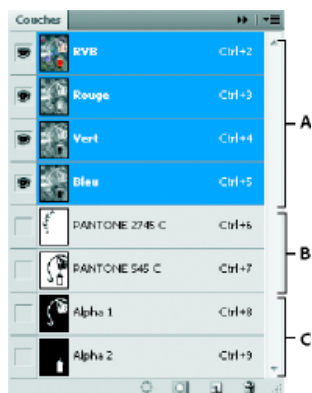 Couches
RVB Ctrl+2
Rouge Ctrl+3
Vert Ctrl+4
Bleu Ctrl+5
A
PANTONE 2745 C Ctrl+6
PANTONE 545 C Ctrl+7
B
Alpha 1 Ctrl+8
Alpha 2 Ctrl+9
C